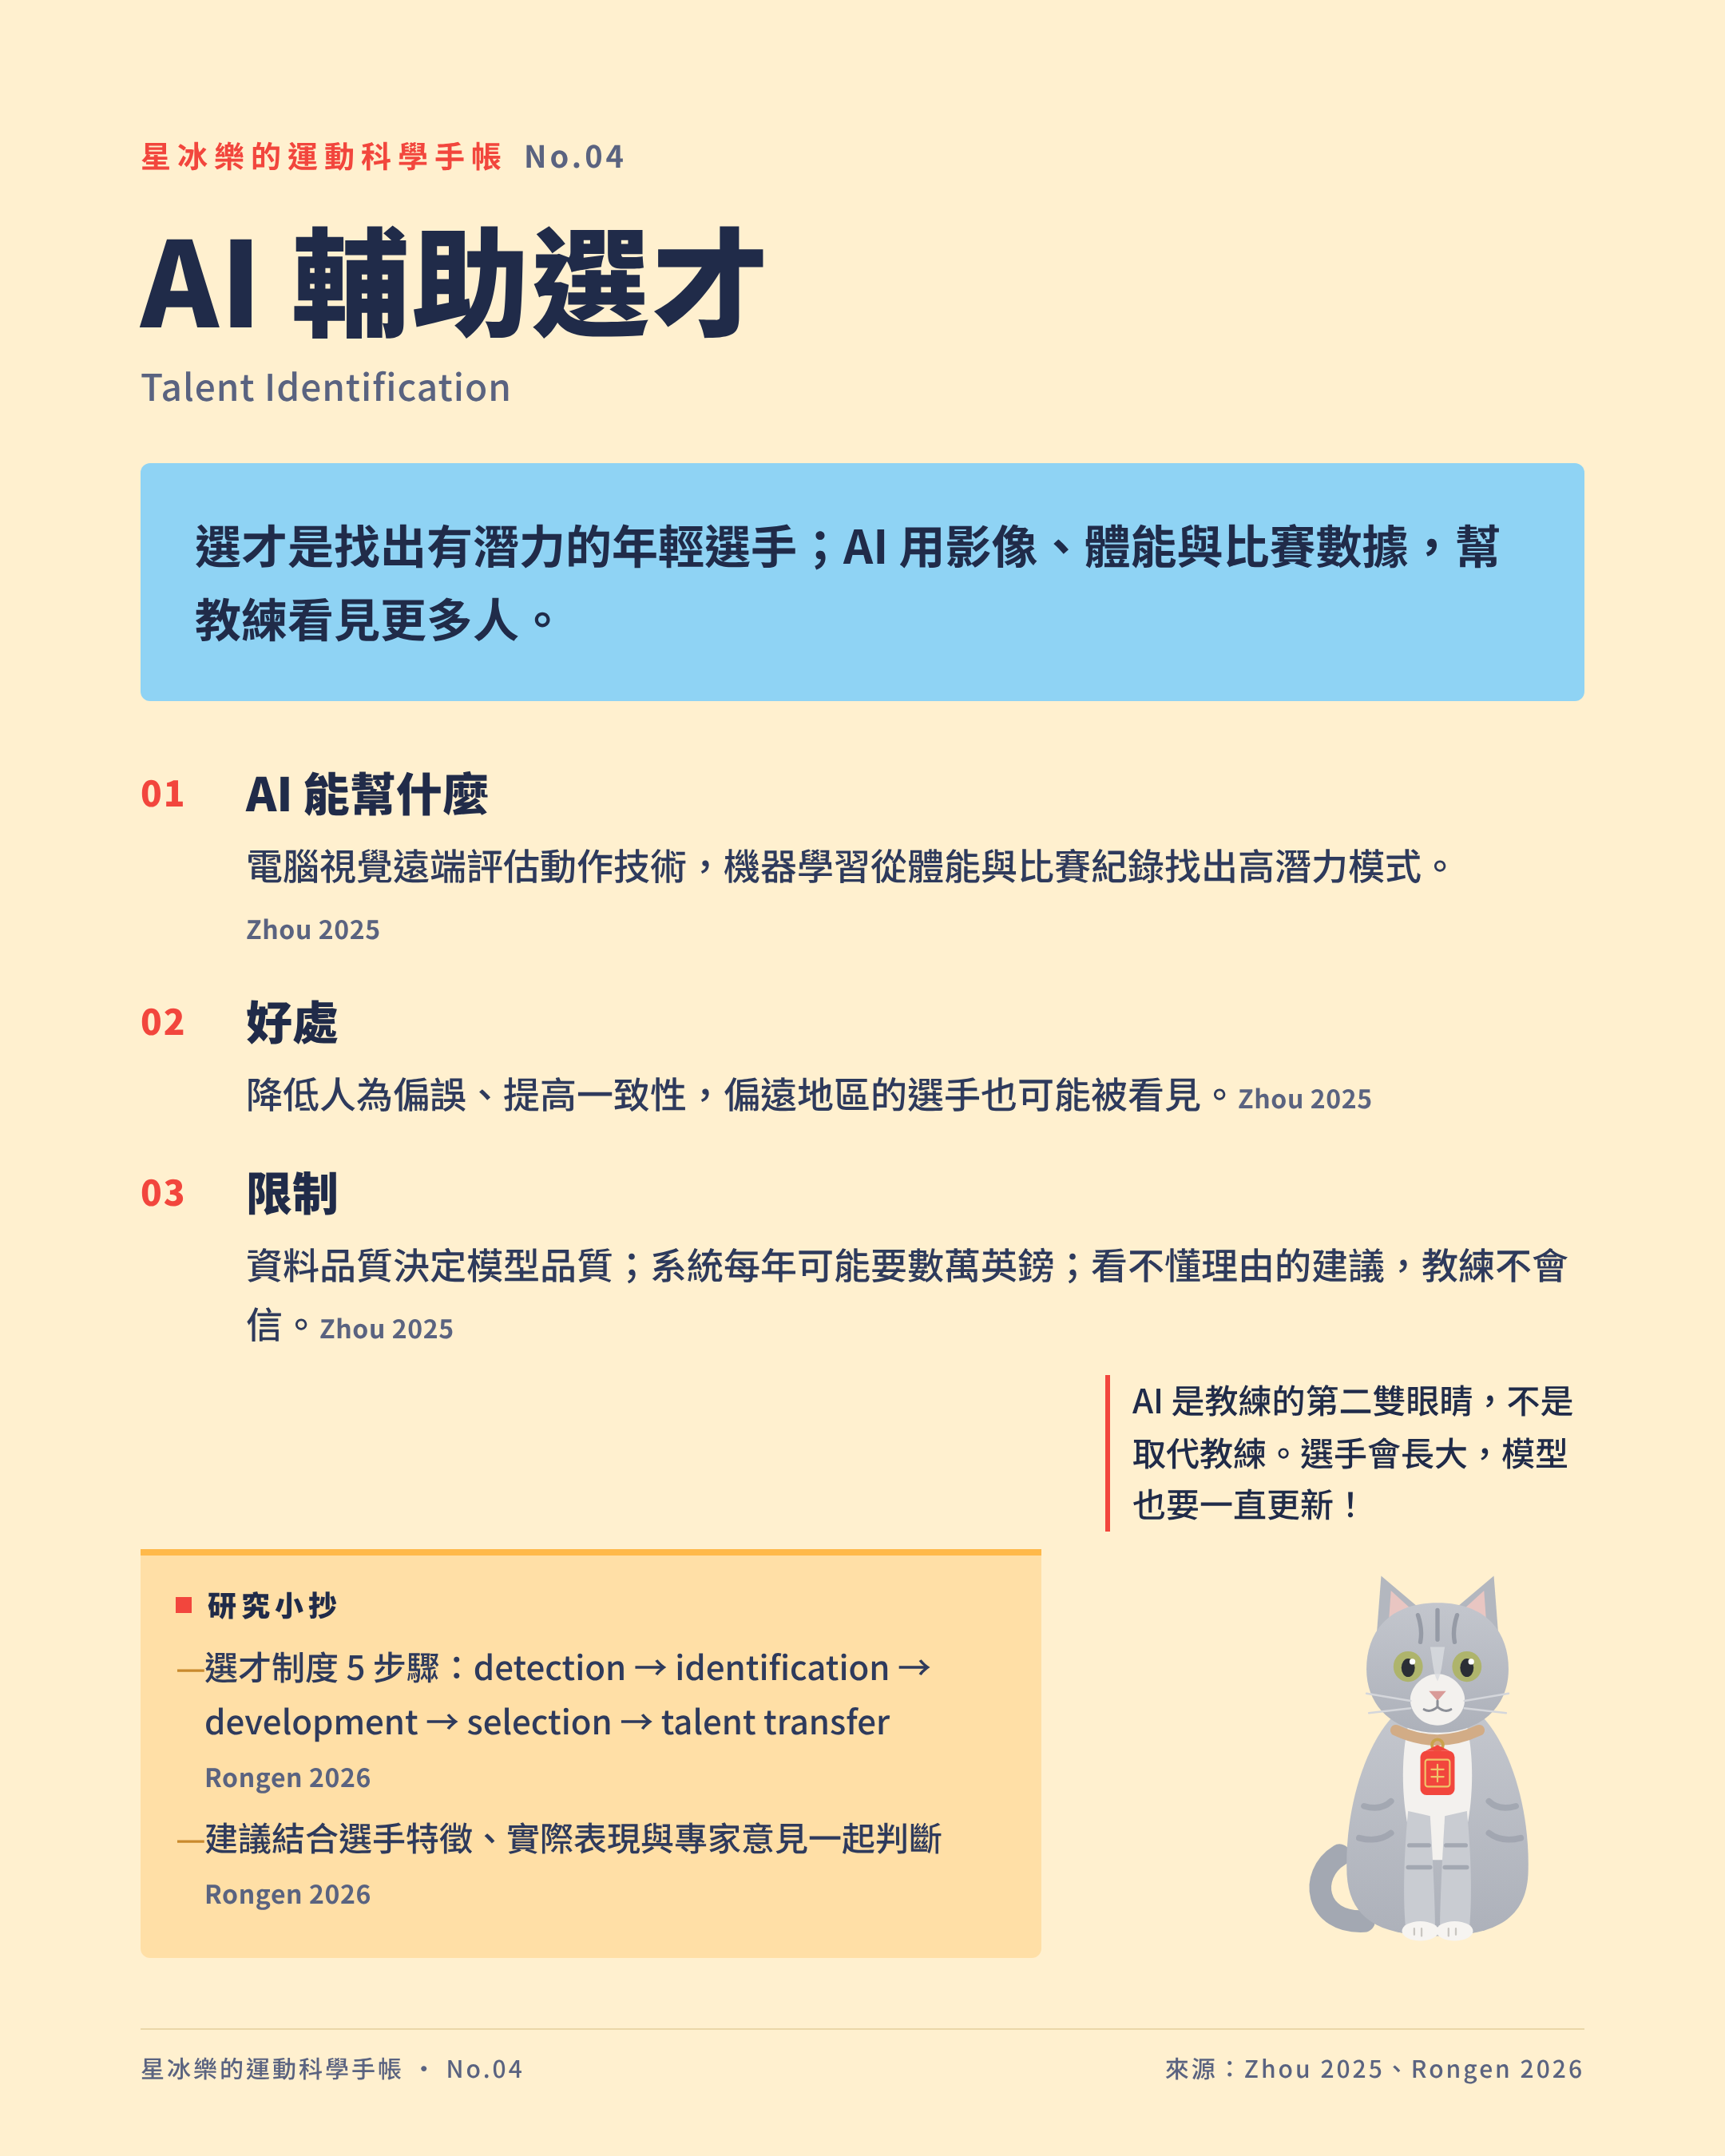 星冰樂的運動科學手帳 No.04
AI 輔助選才
Talent Identification
選才是找出有潛力的年輕選手；AI 用影像、體能與比賽數據，幫
教練看見更多人。
01 AI 能幫什麼
電腦視覺遠端評估動作技術，機器學習從體能與比賽紀錄找出高潛力模式。
Zhou 2025
02 好處
降低人為偏誤、提高一致性，偏遠地區的選手也可能被看見。Zhou 2025
03 限制
資料品質決定模型品質；系統每年可能要數萬英鎊；看不懂理由的建議，教練不會
信。Zhou 2025
AI 是教練的第二雙眼睛，不是
取代教練。選手會長大，模型
也要一直更新！
研究小抄
—選才制度 5 步驟：detection → identification →
development → selection → talent transfer
Rongen 2026
—建議結合選手特徵、實際表現與專家意見一起判斷
Rongen 2026
星冰樂的運動科學手帳 · No.04
來源：Zhou 2025、Rongen 2026